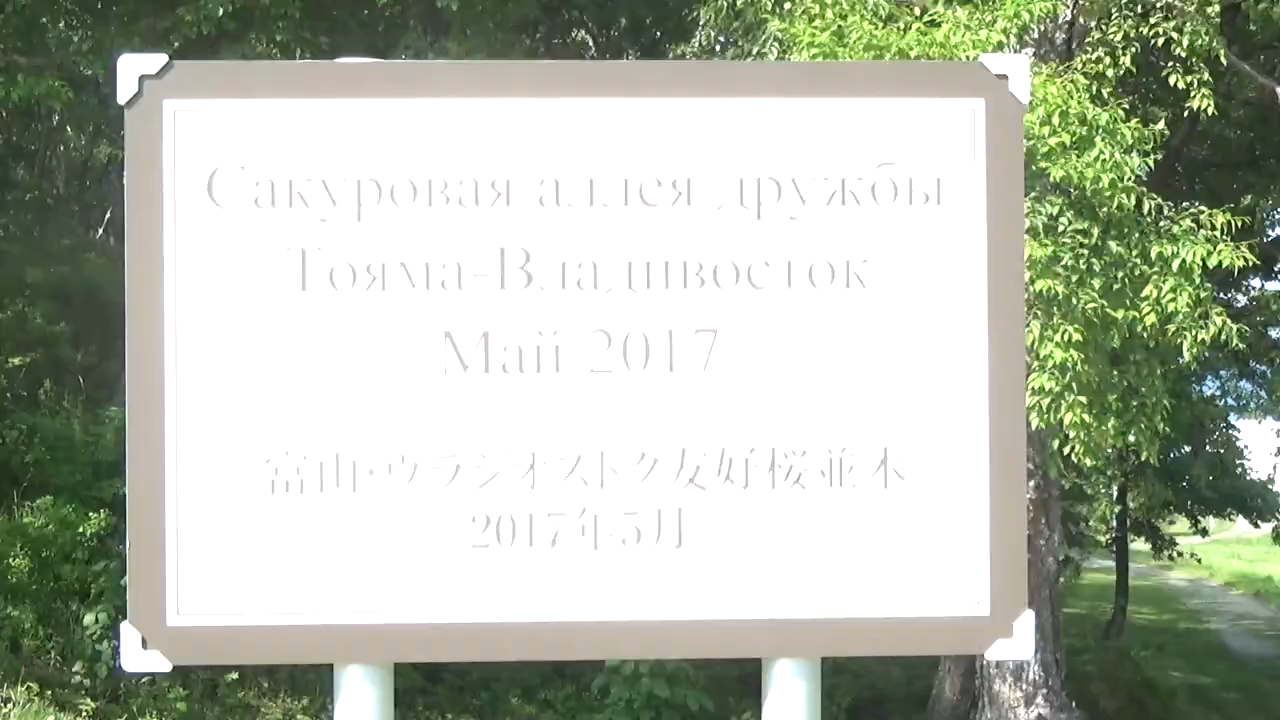 Сакуровая аллея дружбы
Тояма-Владивосток
Май 2017
富山・ウラジオストク友好桜並木
2017年5月